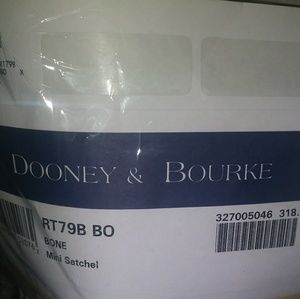 DOONEY & BOURKE
RT79B BO
BONE
Mini Satchel
327005046 318